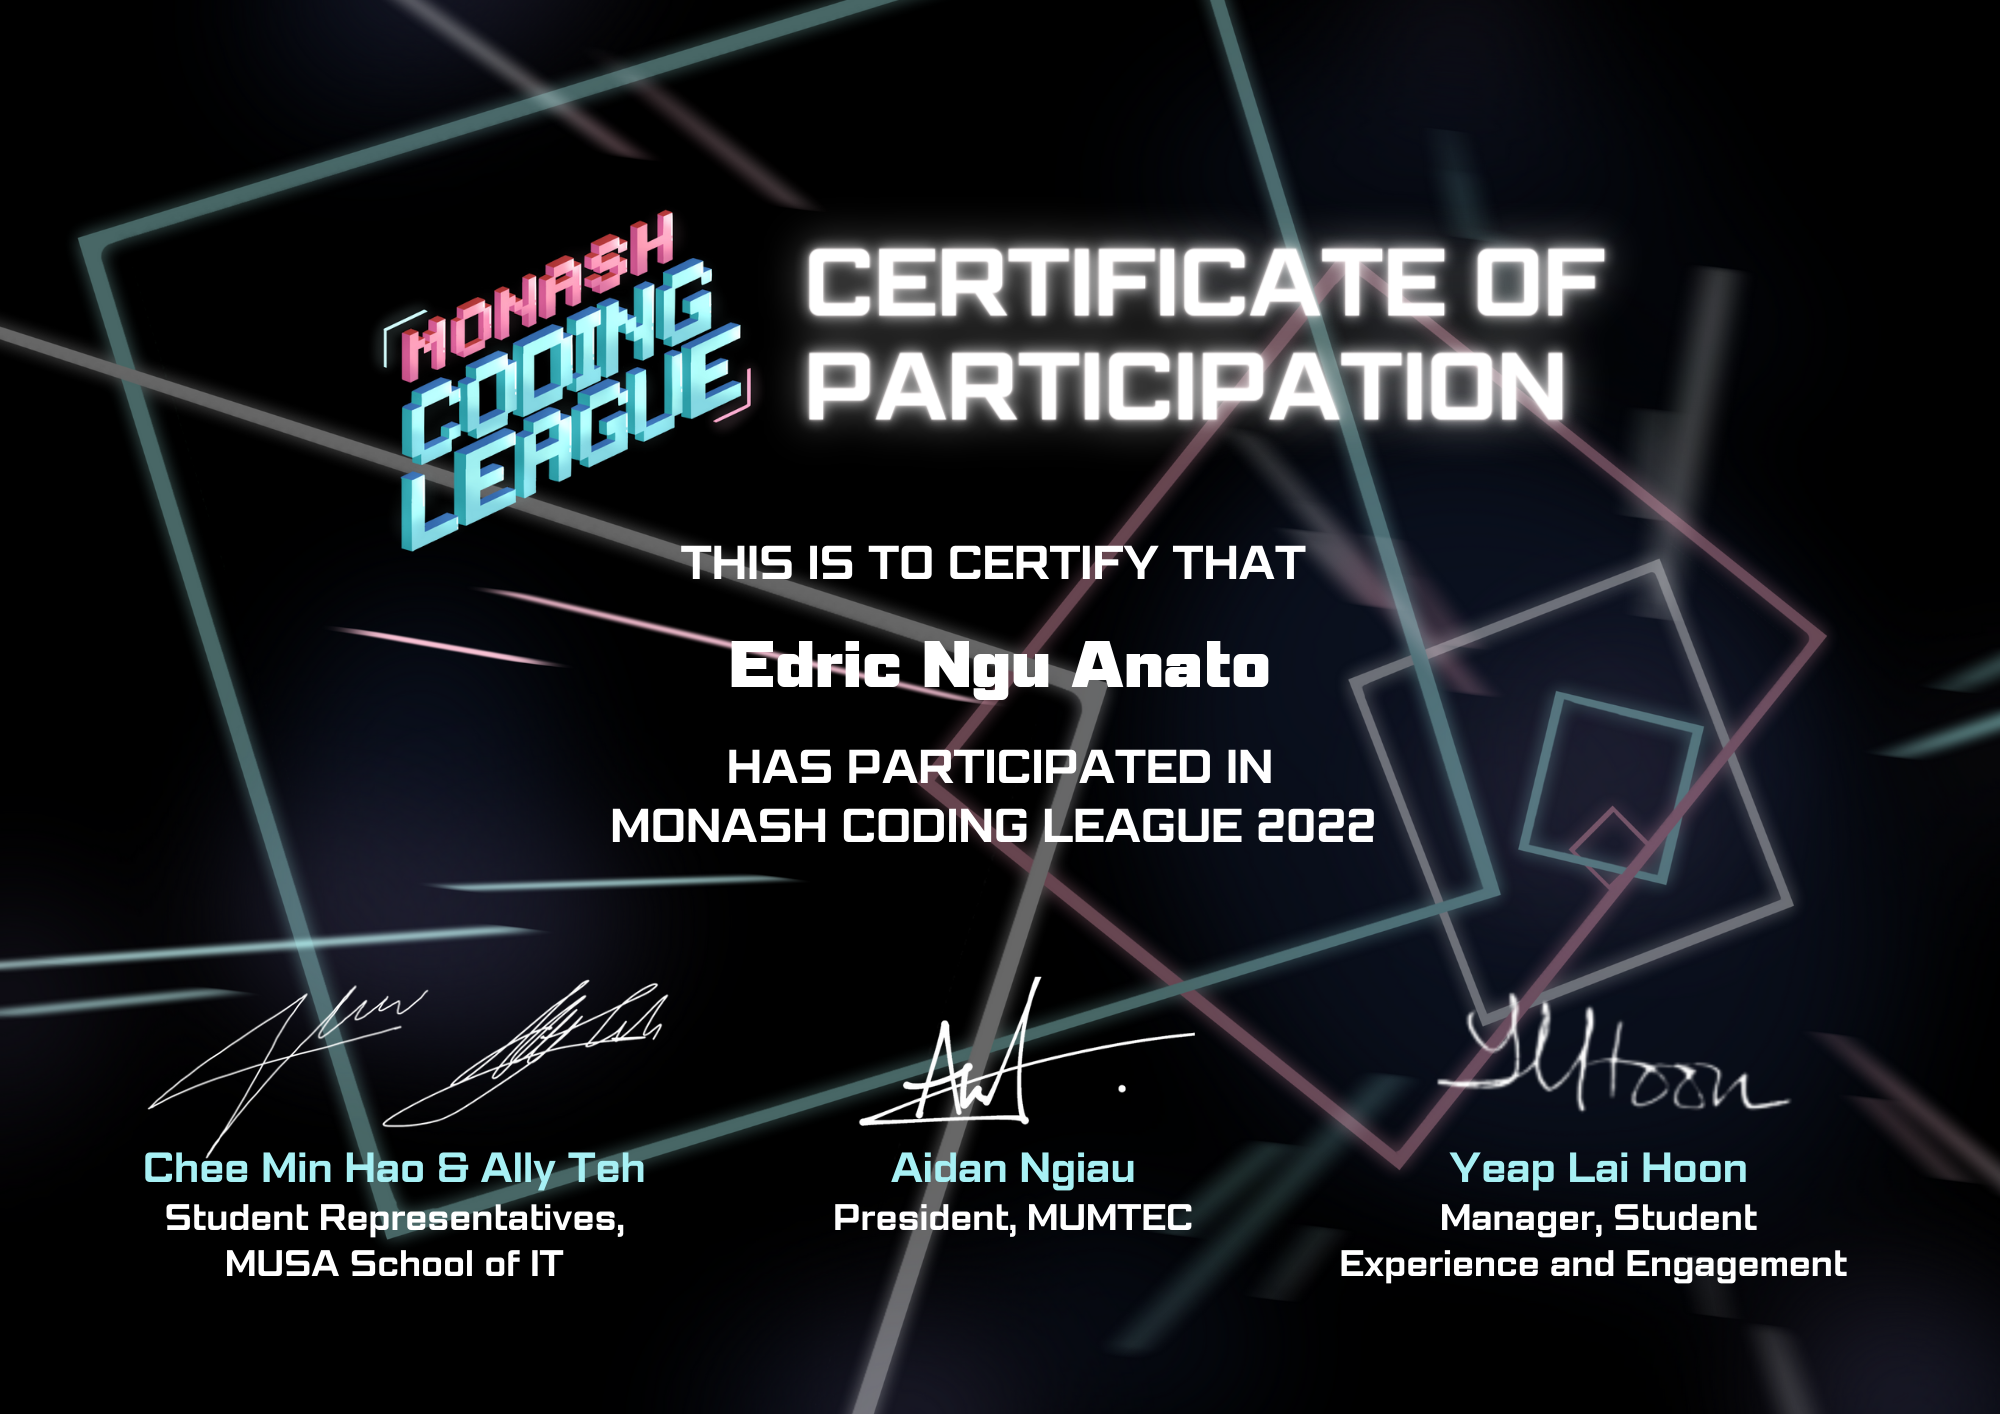 MONASH
CODING
LEAGUE
CERTIFICATE OF
PARTICIPATION
THIS IS TO CERTIFY THAT
Edric Ngu Anato
HAS PARTICIPATED IN
MONASH CODING LEAGUE 2022
Chee Min Hao & Ally Teh
Student Representatives,
MUSA School of IT
Aidan Ngiau
President, MUMTEC
YLHoon
Yeap Lai Hoon
Manager, Student
Experience and Engagement